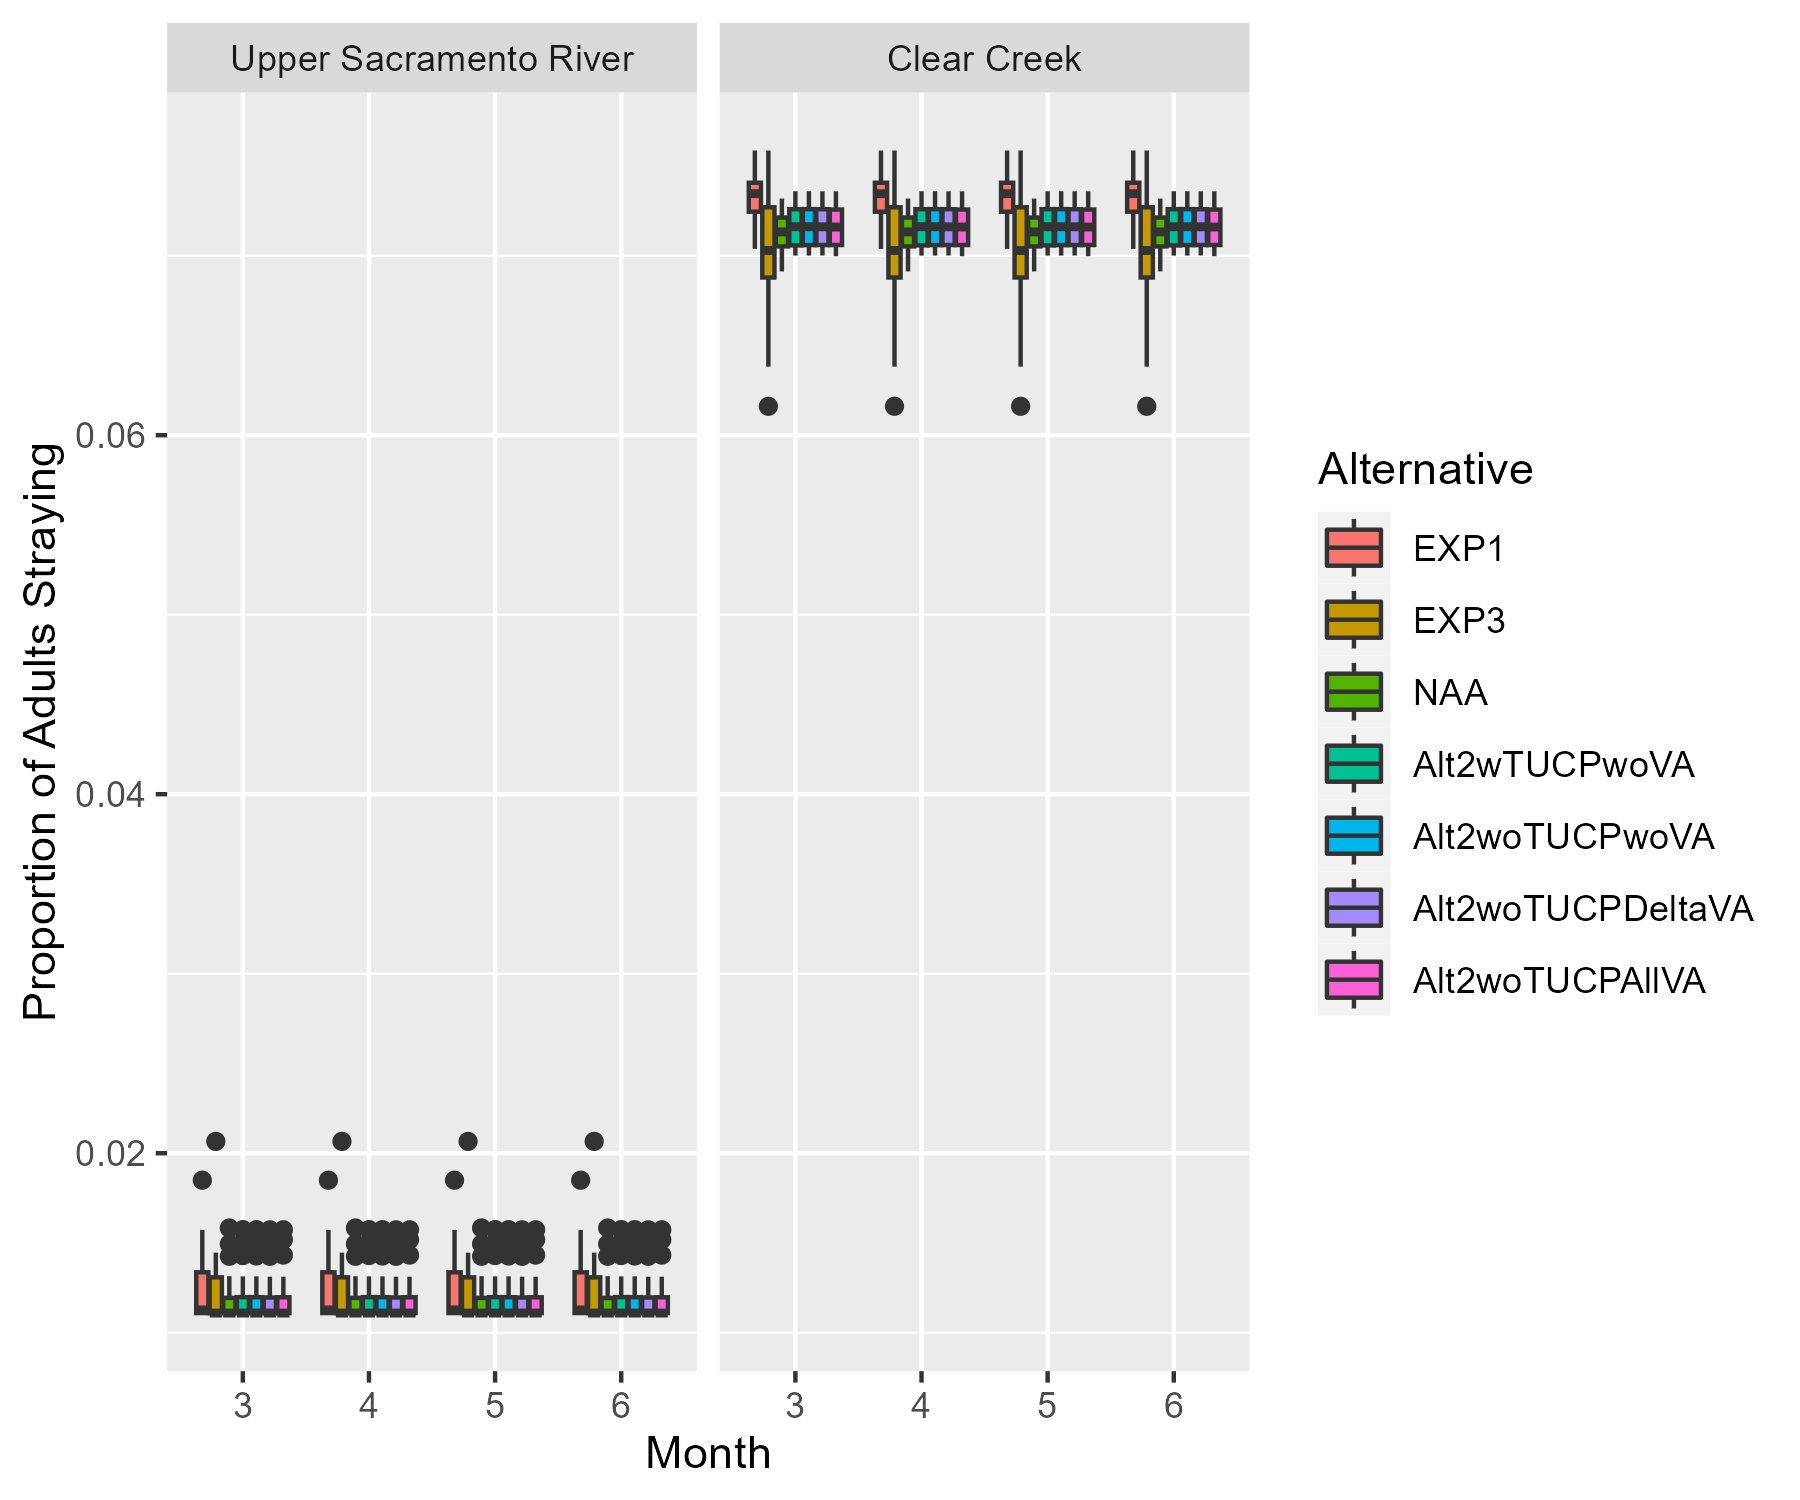 Upper Sacramento River
Clear Creek
Proportion of Adults Straying
0.06
0.04
0.02
3 4 5 6
3 4 5 6
Month
Alternative
EXP1
EXP3
NAA
Alt2wTUCPwoVA
Alt2woTUCPwoVA
Alt2woTUCPDeltaVA
Alt2woTUCPAllVA